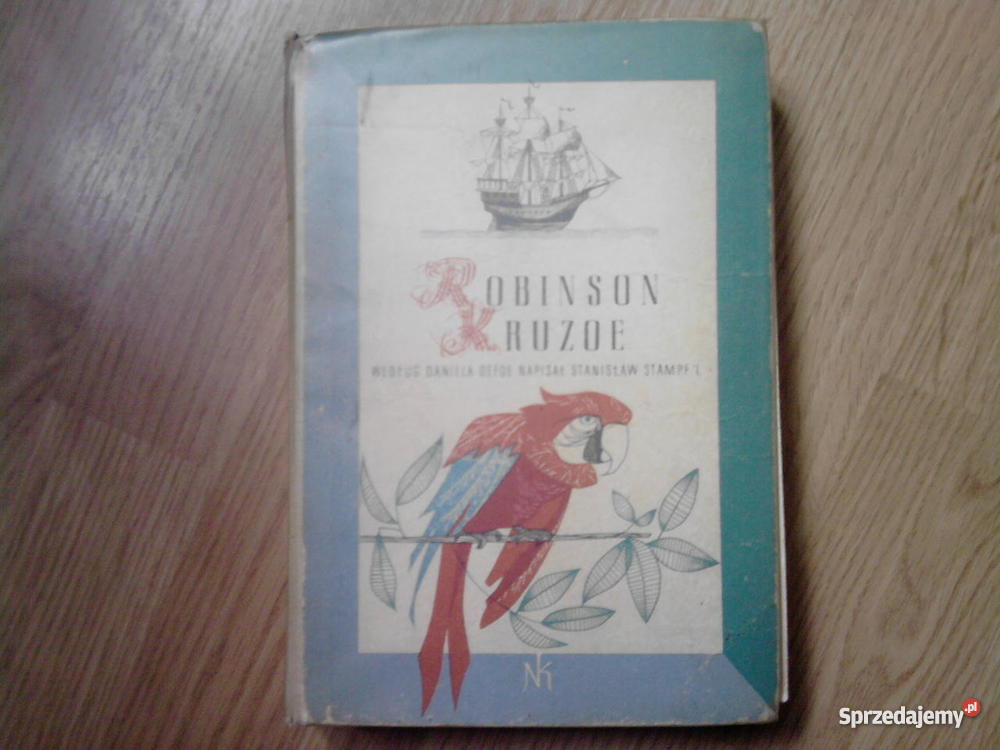 ROBINSON
KRUZOE
WEDŁUG DANIELA DEFOE NAPISAŁ STANISŁAW STAMPF'L
NK
Sprzedajemy.pl